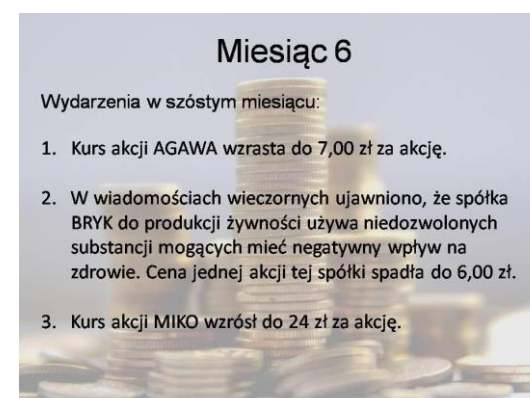 Miesiąc 6
Wydarzenia w szóstym miesiącu:
1. Kurs akcji AGAWA wzrasta do 7,00 zł za akcję.
2. W wiadomościach wieczornych ujawniono, że spółka
BRYK do produkcji żywności używa niedozwolonych
substancji mogących mieć negatywny wpływ na
zdrowie. Cena jednej akcji tej spółki spadła do 6,00 zł.
3. Kurs akcji MIKO wzrósł do 24 zł za akcję.